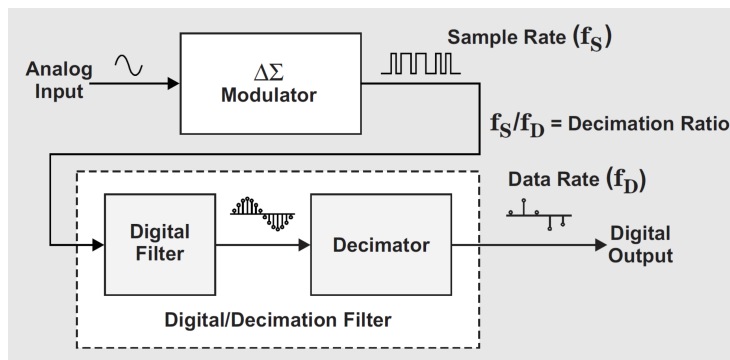 Sample Rate (fS)
Analog
Input
ΔΣ
Modulator
fS/fD = Decimation Ratio
Data Rate (fD)
Digital
Filter
Decimator
Digital
Output
Digital/Decimation Filter